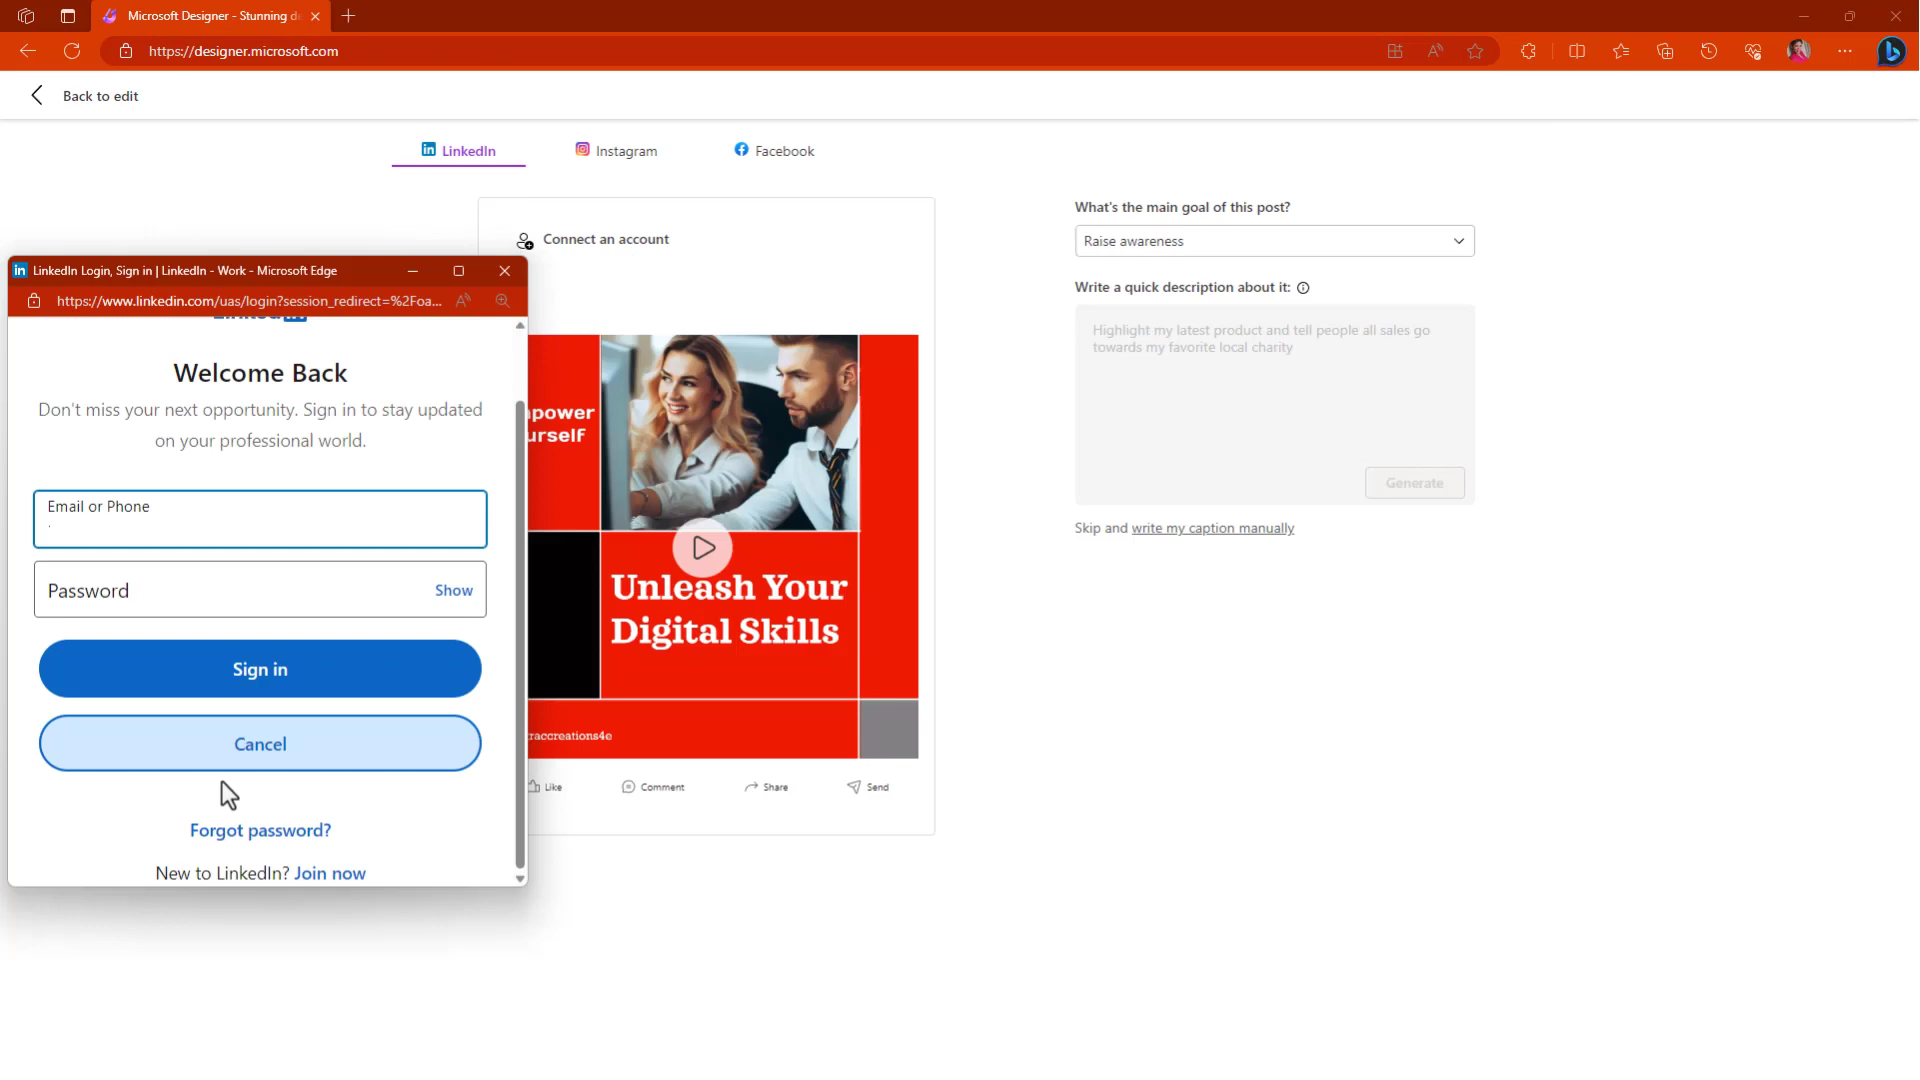 Microsoft Designer - Stunning de
https://designer.microsoft.com
Back to edit
LinkedIn
Instagram
Facebook
Connect an account
What's the main goal of this post?
Raise awareness
Write a quick description about it:
Highlight my latest product and tell people all sales go
towards my favorite local charity
Generate
Skip and write my caption manually
LinkedIn Login, Sign in | LinkedIn - Work - Microsoft Edge
https://www.linkedin.com/uas/login?session_redirect=%2Foa...
Welcome Back
Don't miss your next opportunity. Sign in to stay updated
on your professional world.
Email or Phone
Password
Show
Sign in
Cancel
Forgot password?
New to LinkedIn? Join now
Unleash Your
Digital Skills
raccreations4e
Like
Comment
Share
Send